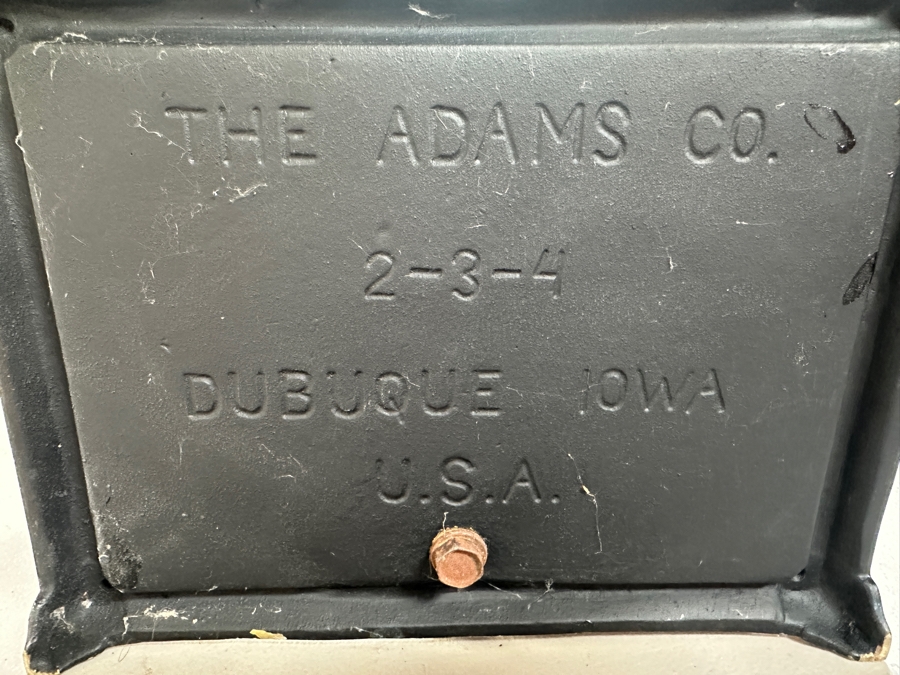 THE ADAMS CO.
2-3-4
DUBUQUE IOWA
U.S.A.